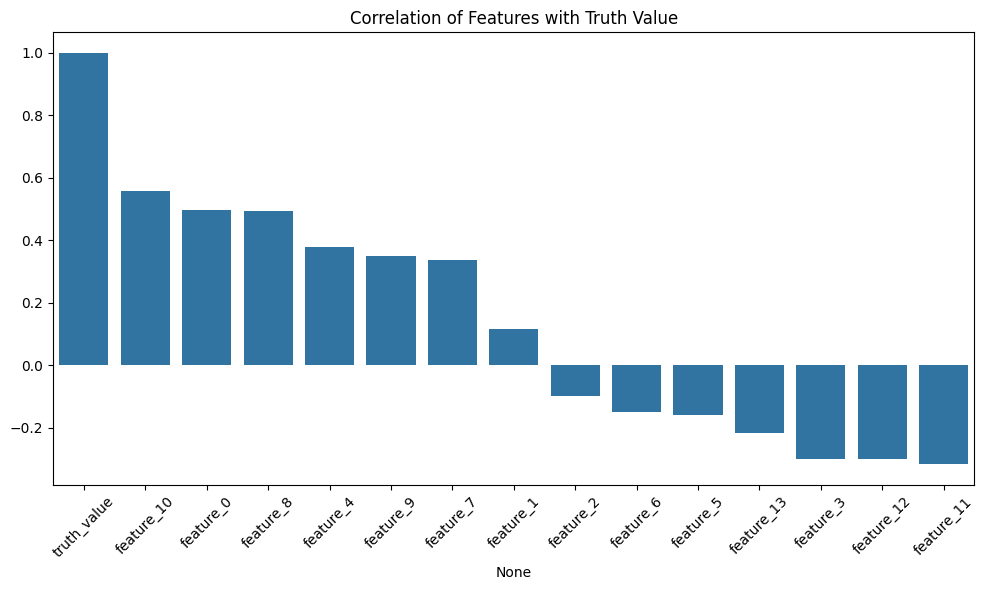 Correlation of Features with Truth Value
1.0
0.8
0.6
0.4
0.2
0.0
−0.2
truth_value
feature_10
feature_0
feature_8
feature_4
feature_9
feature_7
feature_1
feature_2
feature_6
feature_5
feature_13
feature_3
feature_12
feature_11
None